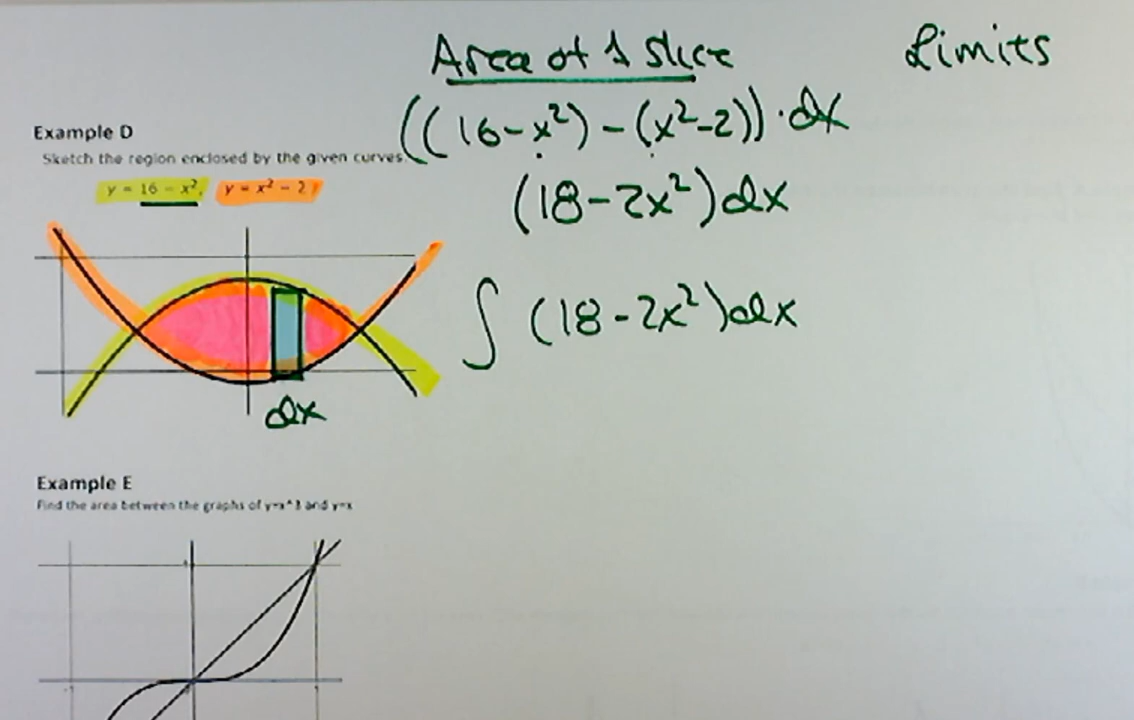 Area of 1 slice
Limits
((16-x²) - (x²-2)) · dx
(18-2x²)dx
∫ (18-2x²)dx
Example D
Sketch the region enclosed by the given curves.
y = 16 - x², y = x² - 2
dx
Example E
Find the area between the graphs of y=x^3 and y=x